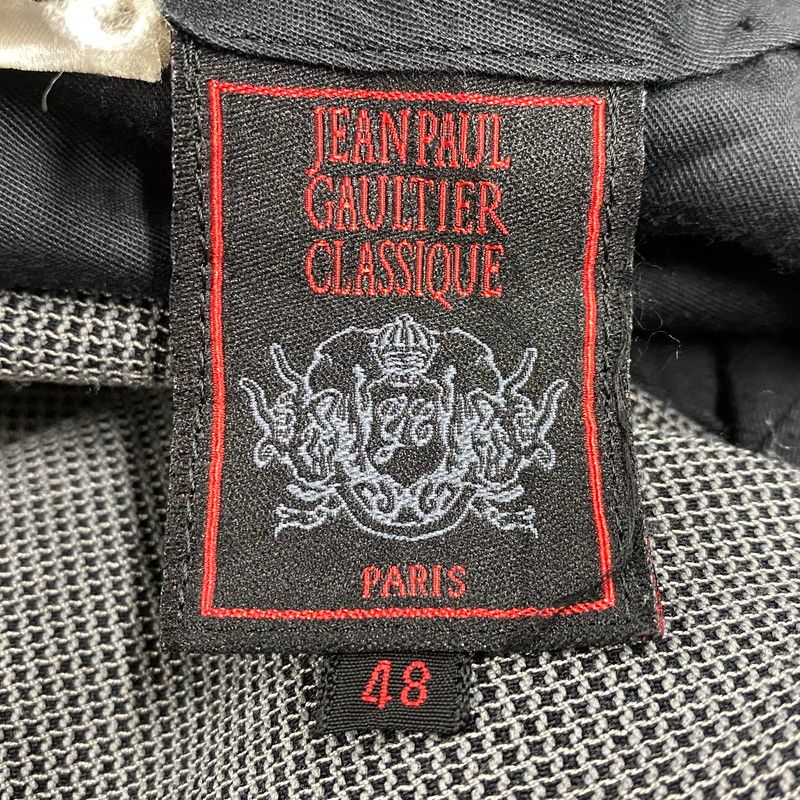 JEAN PAUL
GAULTIER
CLASSIQUE
PARIS
48